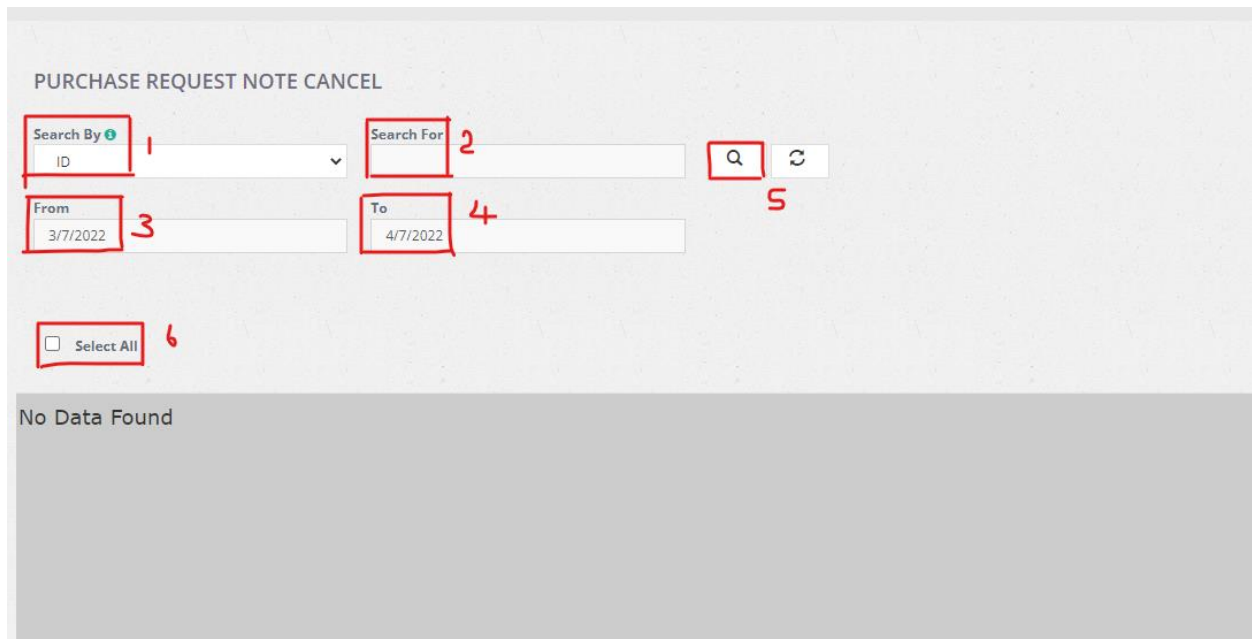 PURCHASE REQUEST NOTE CANCEL
Search By
1
Search For
2
ID
5
From
3
To
4
3/7/2022
4/7/2022
Select All
6
No Data Found